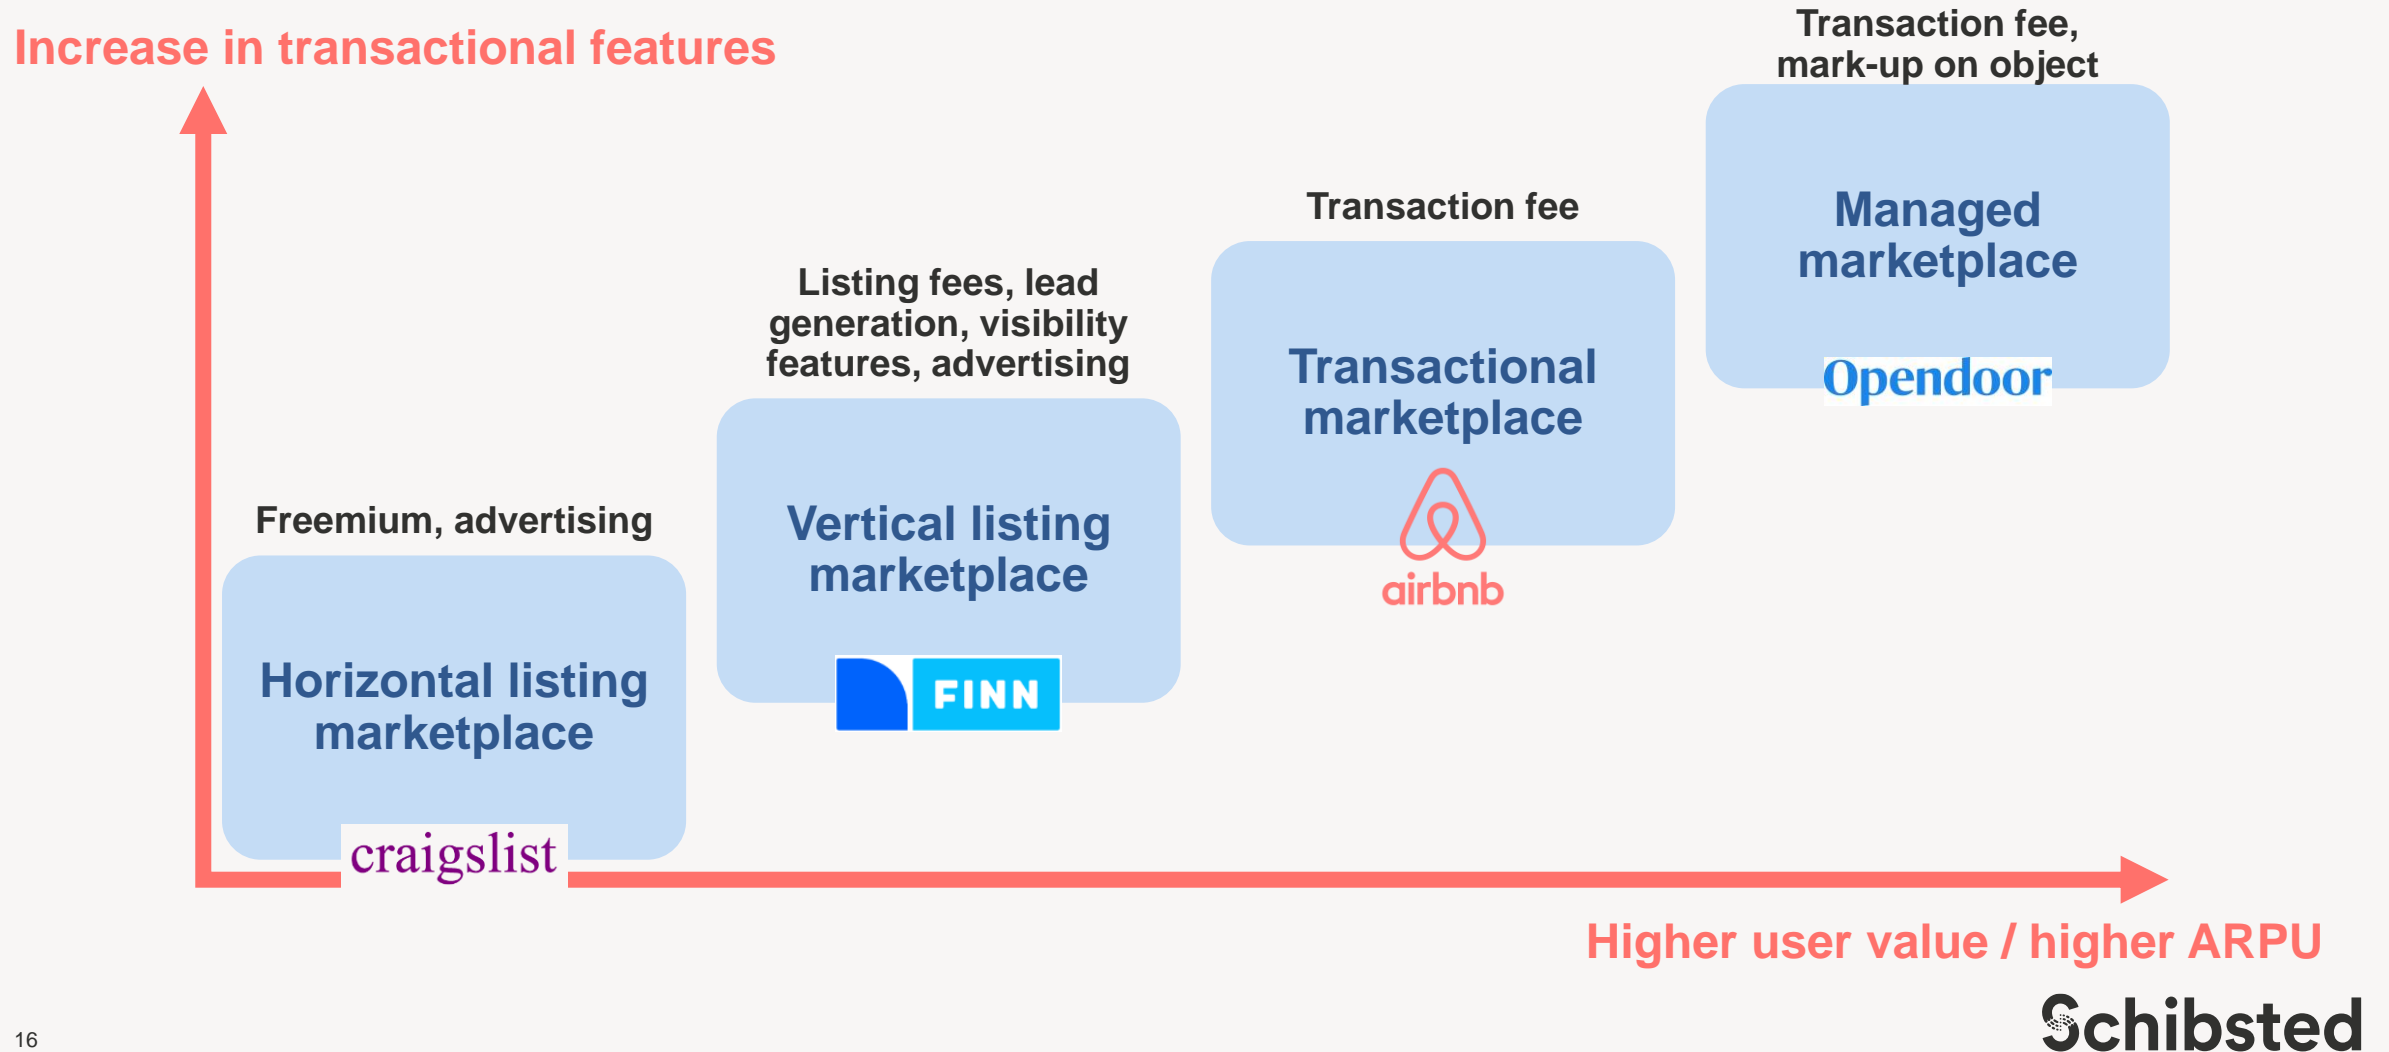 Increase in transactional features
Transaction fee,
mark-up on object
Managed
marketplace
Opendoor
Transaction fee
Transactional
marketplace
airbnb
Listing fees, lead
generation, visibility
features, advertising
Vertical listing
marketplace
FINN
Freemium, advertising
Horizontal listing
marketplace
craigslist
Higher user value / higher ARPU
16
Schibsted